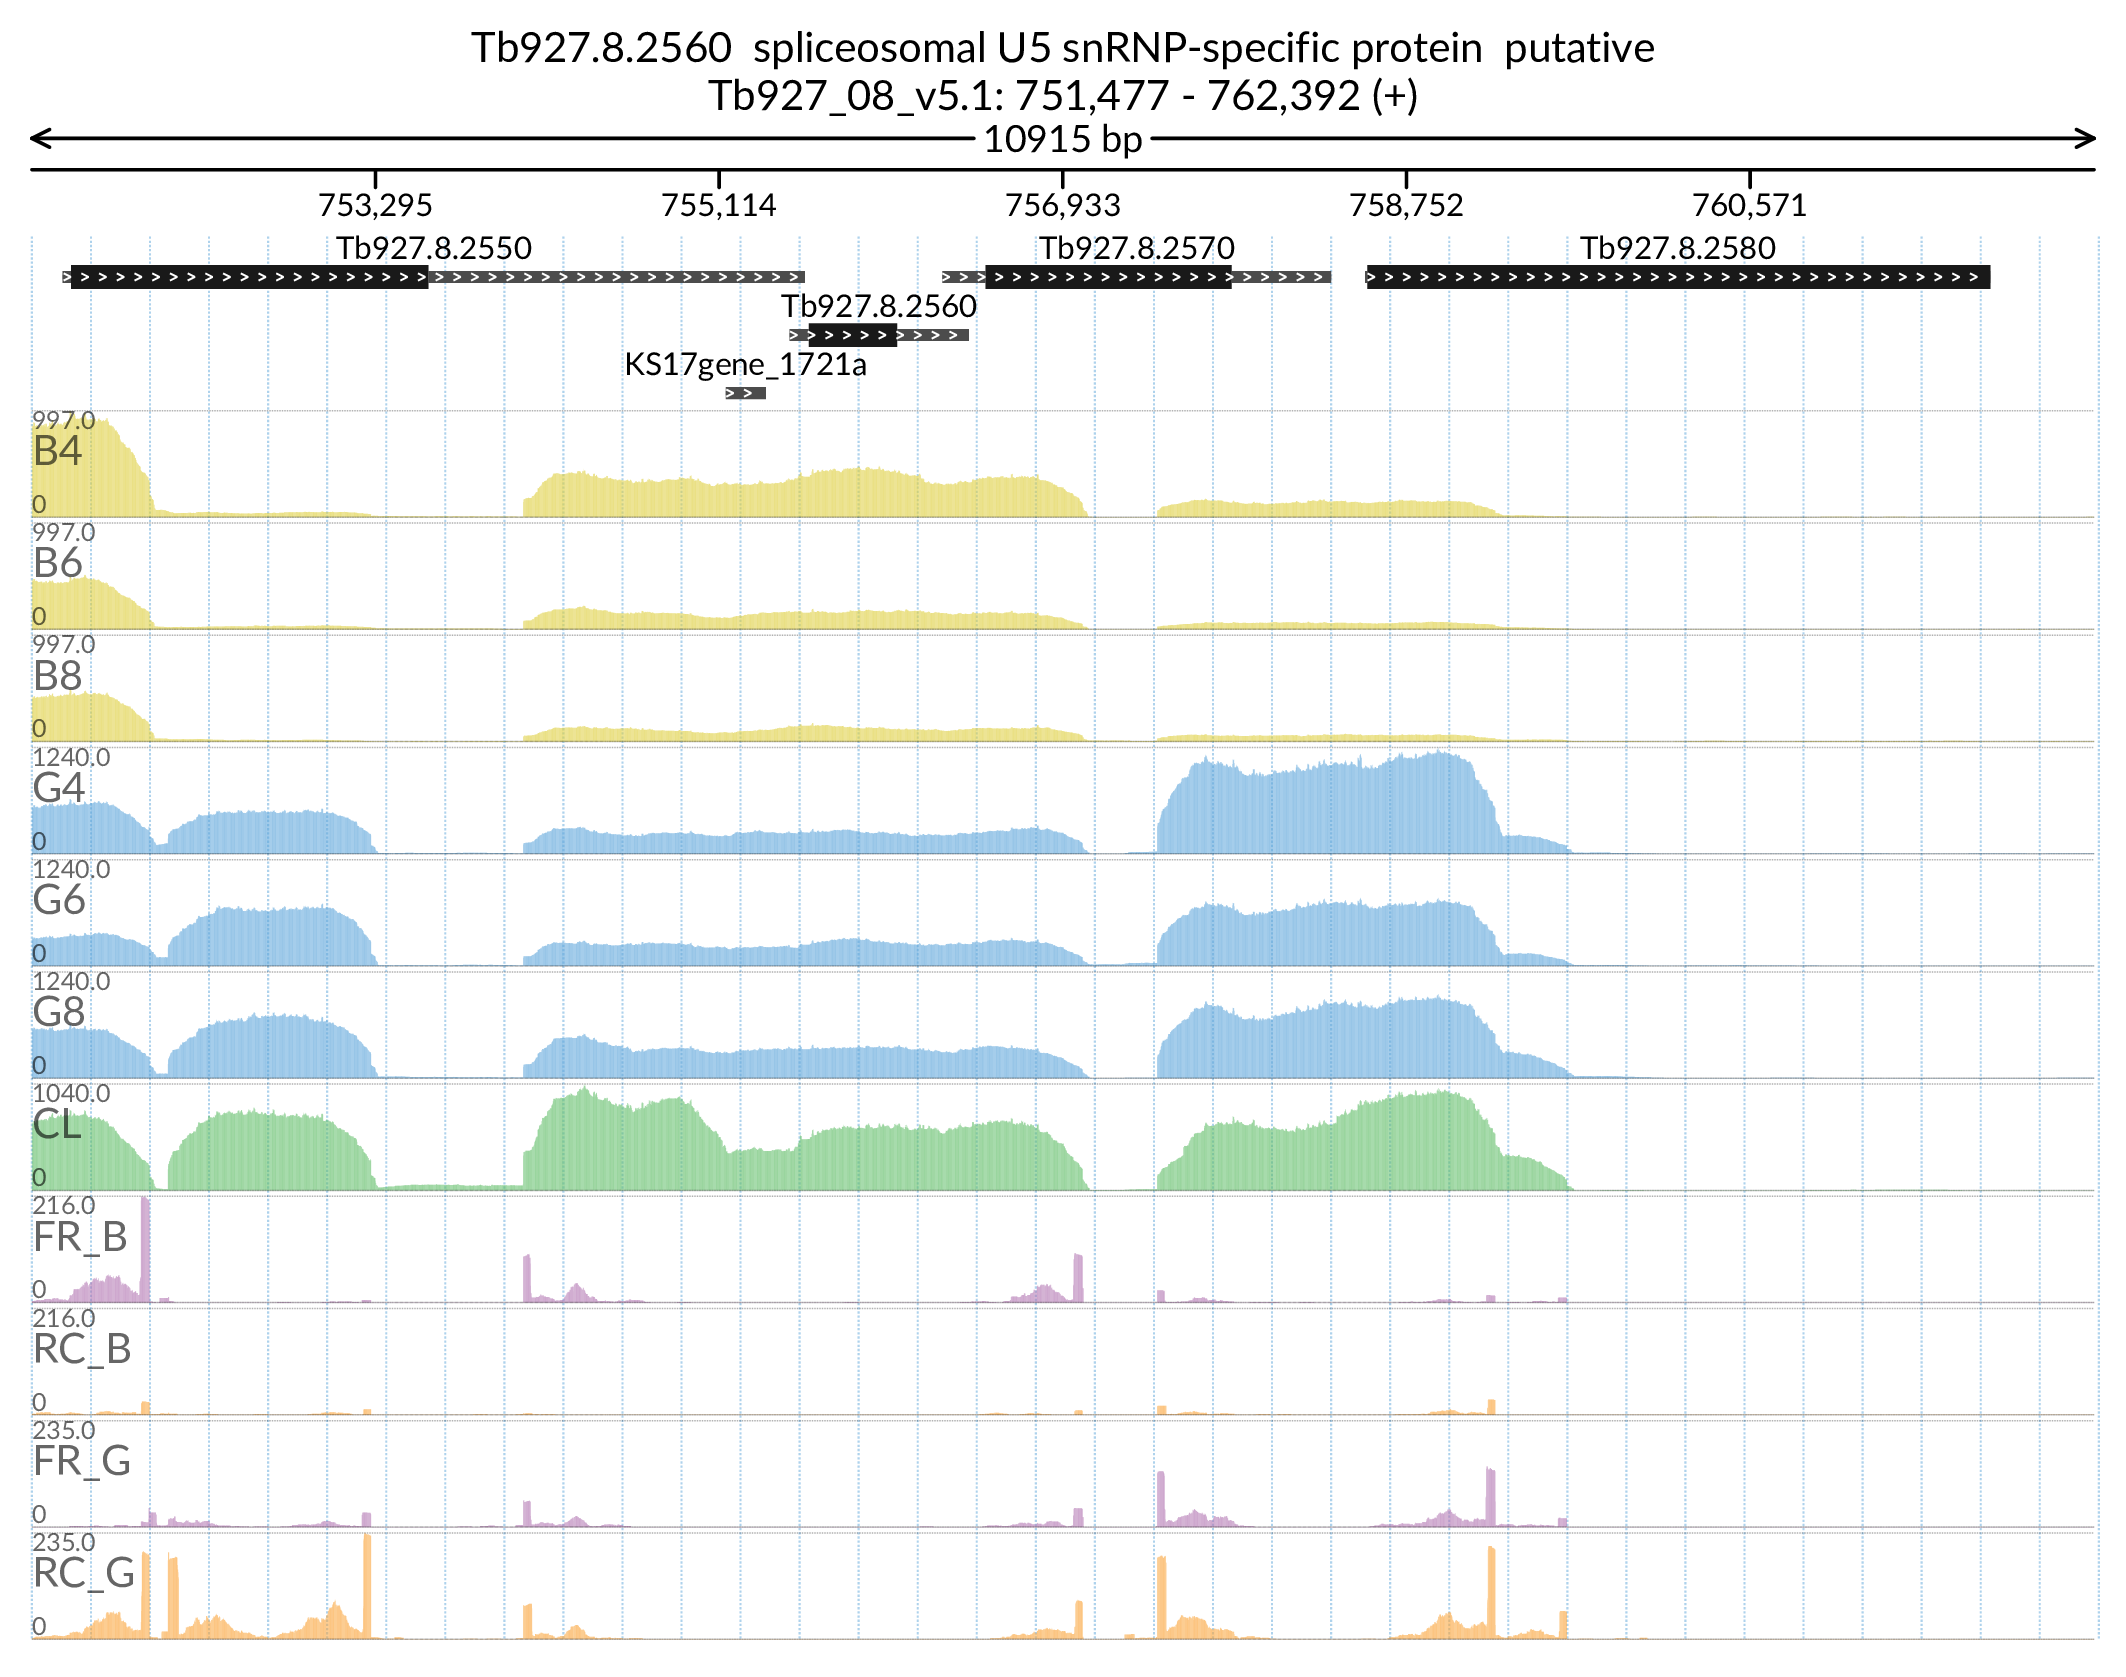 Tb927.8.2560  spliceosomal U5 snRNP-specific protein  putative
Tb927_08_v5.1: 751,477 - 762,392 (+)
10915 bp
753,295 755,114 756,933 758,752 760,571
Tb927.8.2550 Tb927.8.2570 Tb927.8.2580
Tb927.8.2560
KS17gene_1721a
997.0
B4
0
997.0
B6
0
997.0
B8
0
1240.0
G4
0
1240.0
G6
0
1240.0
G8
0
1040.0
CL
0
216.0
FR_B
0
216.0
RC_B
0
235.0
FR_G
0
235.0
RC_G
0